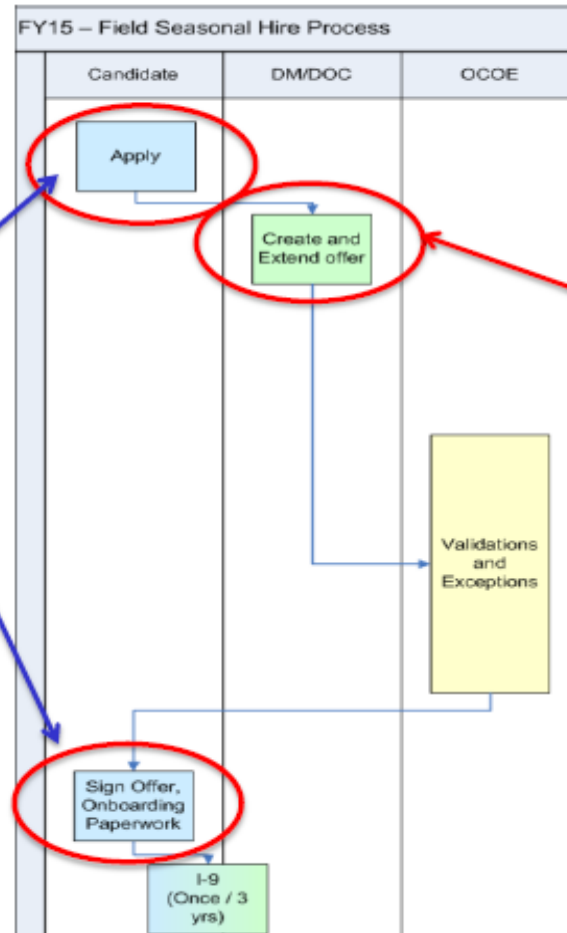 FY15 – Field Seasonal Hire Process
Candidate
DM/DOC
OCOE
Apply
Create and
Extend offer
Validations
and
Exceptions
Sign Offer,
Onboarding
Paperwork
I-9
(Once / 3
yrs)